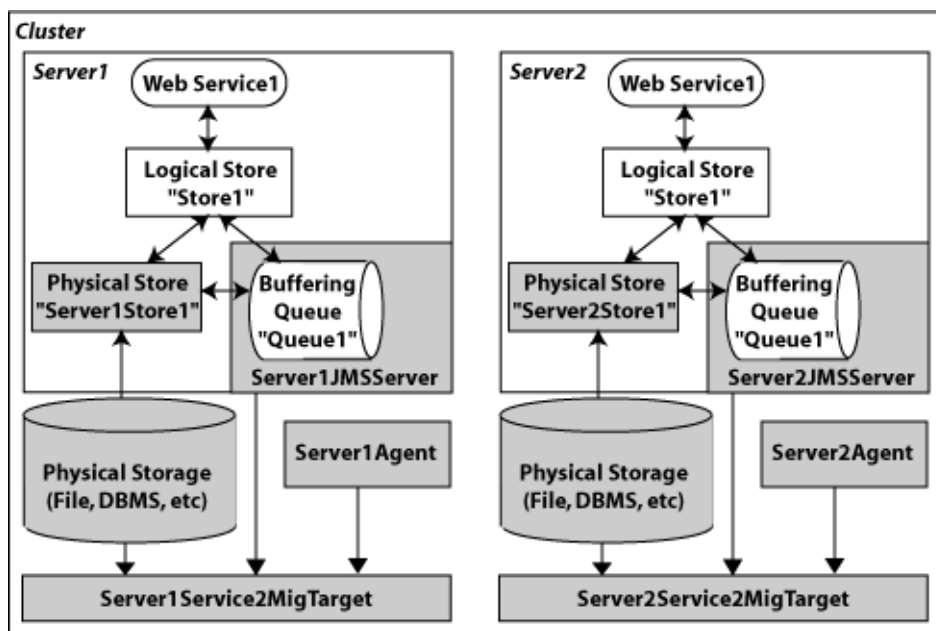 Cluster
Server1
Web Service1
Logical Store
"Store1"
Physical Store
"Server1Store1"
Buffering
Queue
"Queue1"
Server1JMSServer
Physical Storage
(File, DBMS, etc)
Server1Agent
Server1Service2MigTarget
Server2
Web Service1
Logical Store
"Store1"
Physical Store
"Server2Store1"
Buffering
Queue
"Queue1"
Server2JMSServer
Physical Storage
(File, DBMS, etc)
Server2Agent
Server2Service2MigTarget